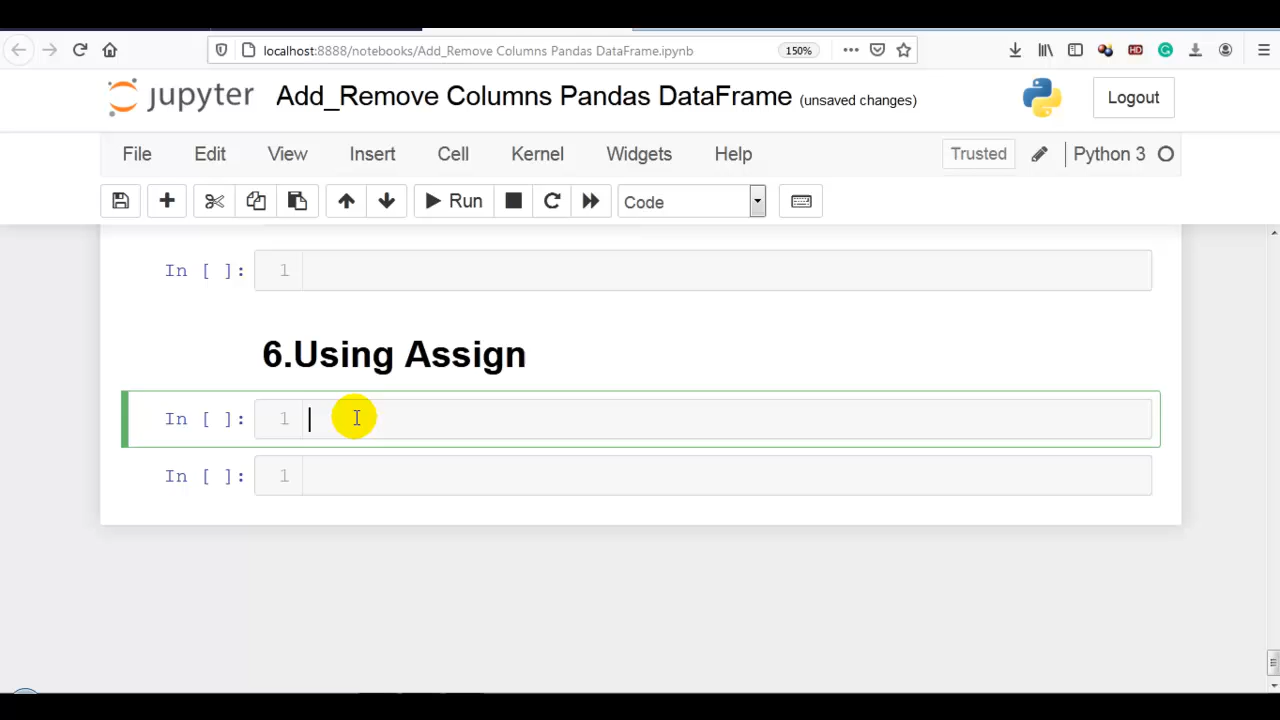 localhost:8888/notebooks/Add_Remove Columns Pandas DataFrame.ipynb 150% HD
jupyter Add_Remove Columns Pandas DataFrame (unsaved changes) Logout
File Edit View Insert Cell Kernel Widgets Help Trusted Python 3
Run Code
In [ ]: 1
6.Using Assign
In [ ]: 1
In [ ]: 1